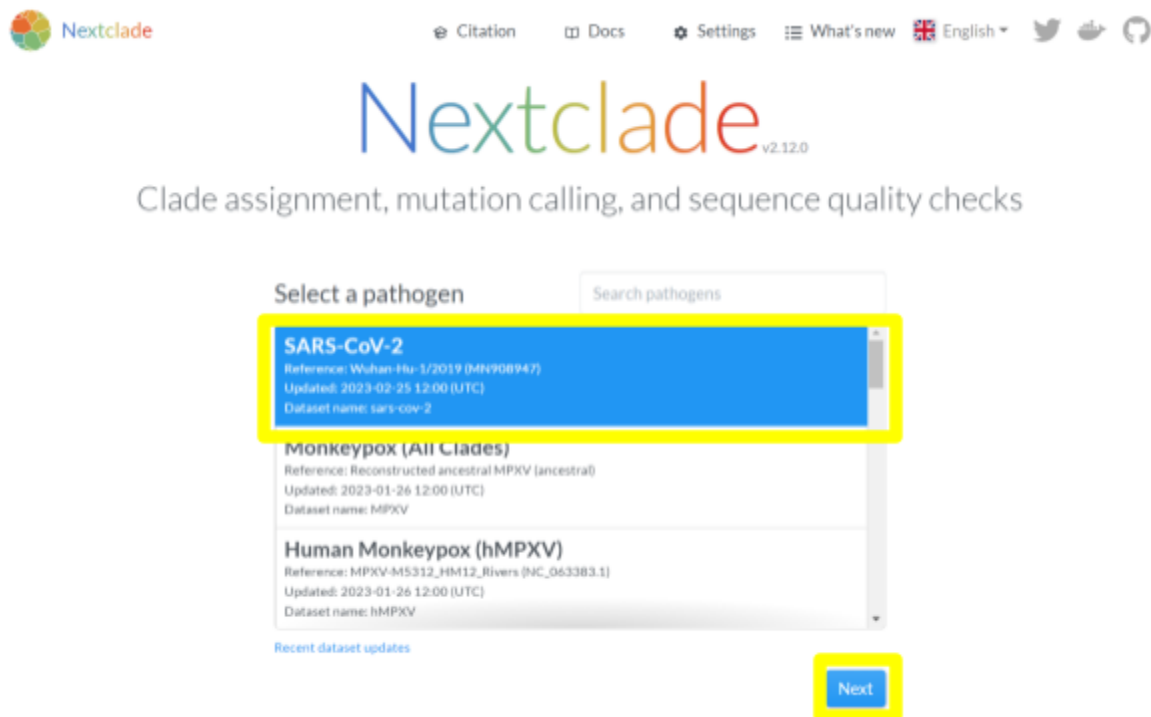 Nextclade
Citation
Docs
Settings
What's new
English
Nextclade v2.12.0
Clade assignment, mutation calling, and sequence quality checks
Select a pathogen
Search pathogens
SARS-CoV-2
Reference: Wuhan-Hu-1/2019 (MN908947)
Updated: 2023-02-25 12:00 (UTC)
Dataset name: sars-cov-2
Monkeypox (All Clades)
Reference: Reconstructed ancestral MPXV (ancestral)
Updated: 2023-01-26 12:00 (UTC)
Dataset name: MPXV
Human Monkeypox (hMPXV)
Reference: MPXV-M5312_HM12_Rivers (NC_063383.1)
Updated: 2023-01-26 12:00 (UTC)
Dataset name: hMPXV
Recent dataset updates
Next